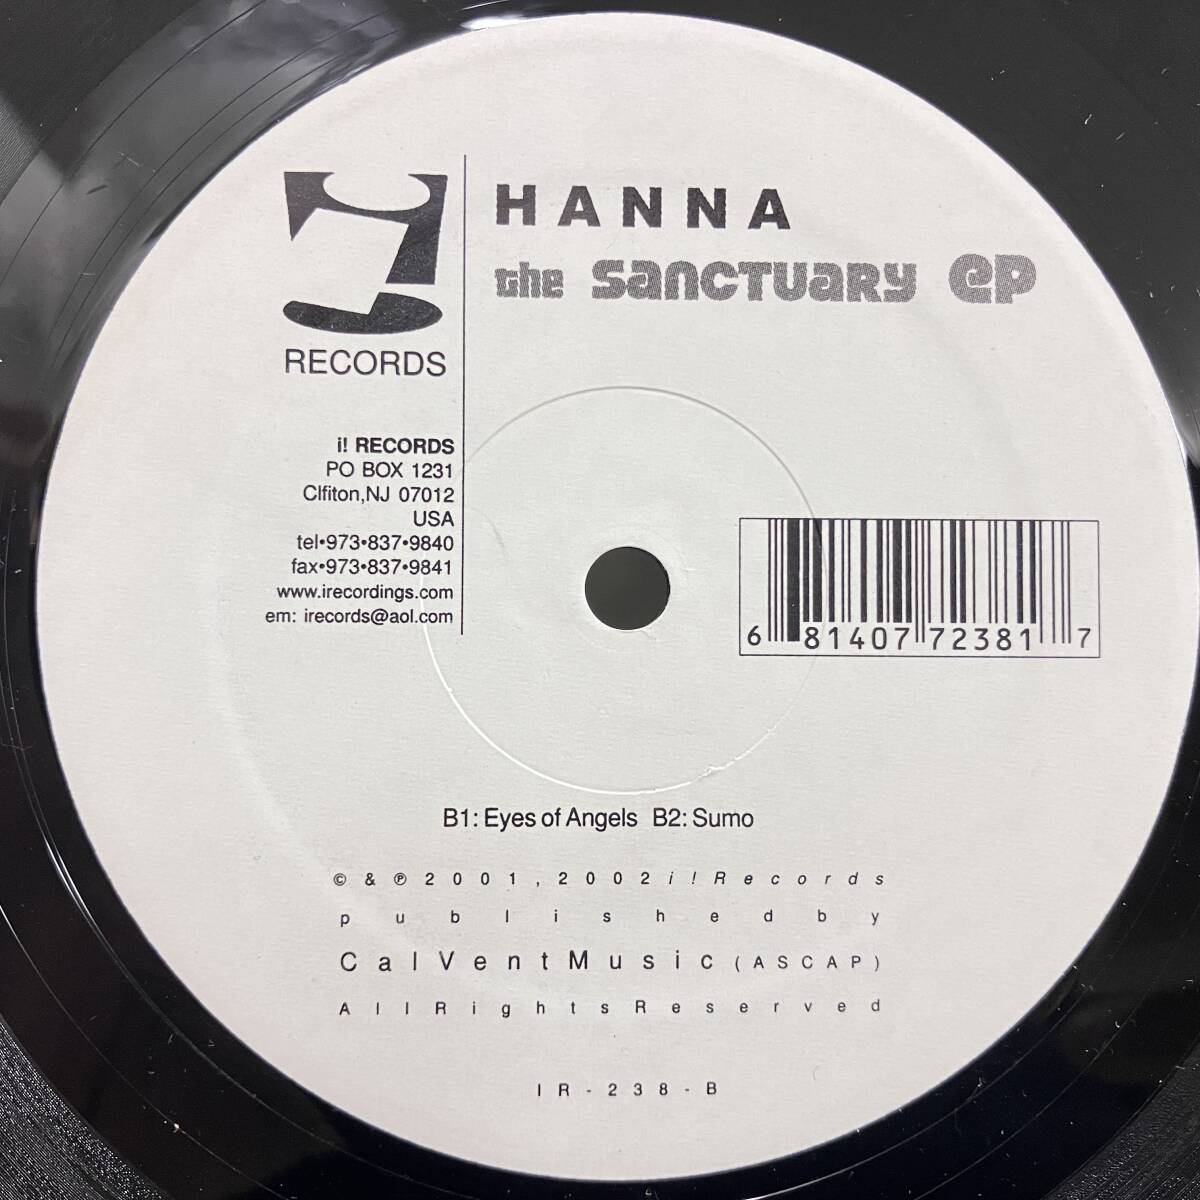 HANNA
the SANCTUARY EP
RECORDS
i! RECORDS
PO BOX 1231
Clfiton,NJ 07012
USA
tel•973•837•9840
fax•973•837•9841
www.irecordings.com
em: irecords@aol.com
6 81407 72381 7
B1: Eyes of Angels B2: Sumo
© & ℗ 2001, 2002 i! Records
published by
CalVent Music (ASCAP)
All Rights Reserved
IR-238-B